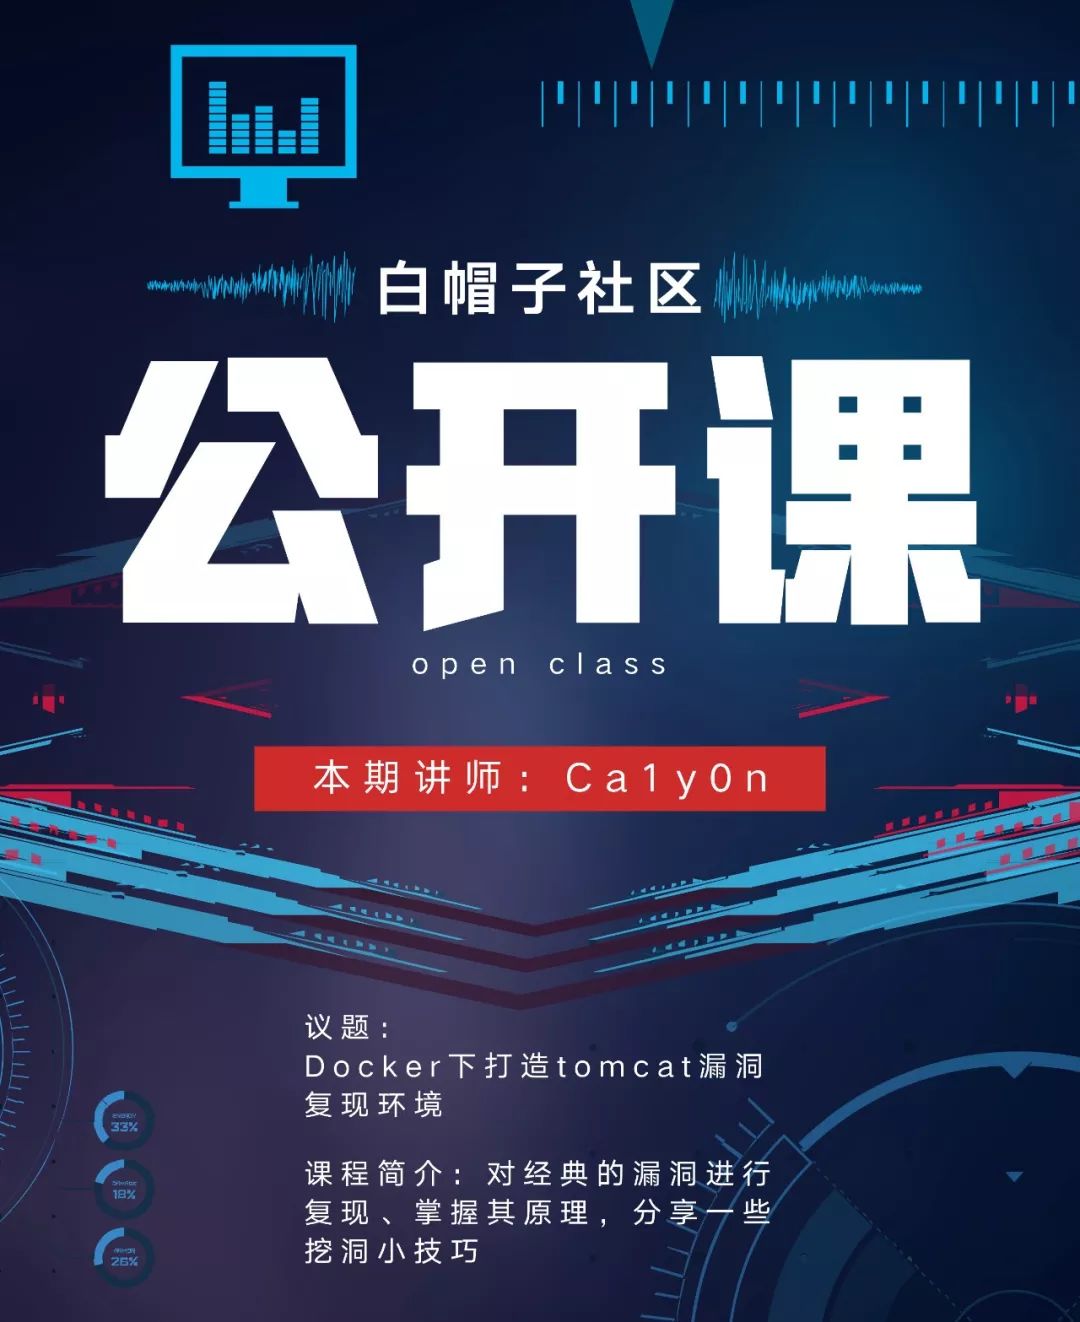 白帽子社区
公开课
open class
本期讲师：Ca1y0n
议题：
Docker下打造tomcat漏洞
复现环境
课程简介：对经典的漏洞进行
复现、掌握其原理，分享一些
挖洞小技巧
33%
18%
26%